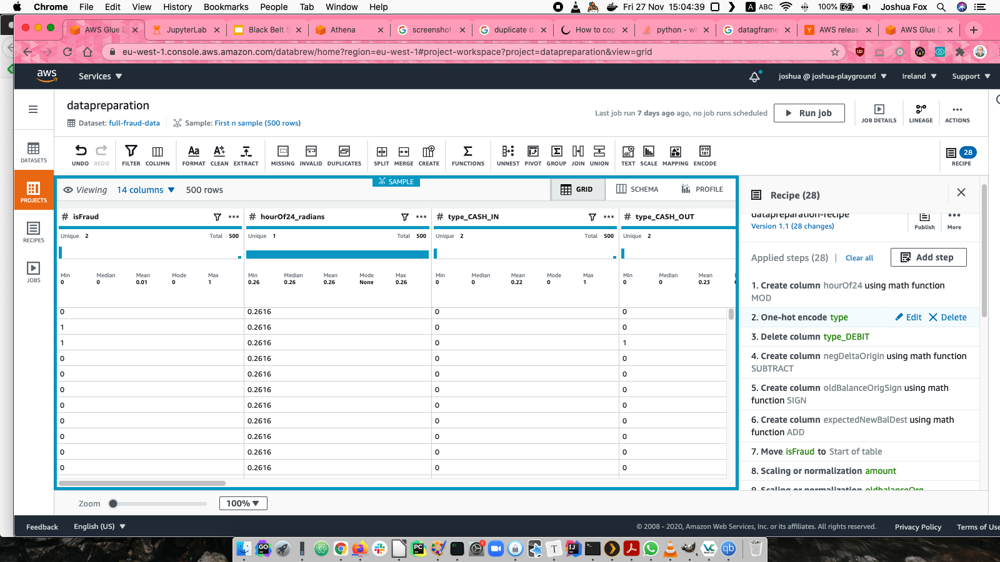 Chrome File Edit View History Bookmarks People Tab Window Help
A ABC 100% Fri 27 Nov 15:04:39 Joshua Fox
AWS Glue D
JupyterLab
Black Belt S
Athena
screenshot
duplicate d
How to cop
python - wh
datagframe
AWS releas
AWS Glue D
eu-west-1.console.aws.amazon.com/databrew/home?region=eu-west-1#project-workspace?project=datapreparation&view=grid
aws Services joshua @ joshua-playground Ireland Support
datapreparation
Dataset: full-fraud-data Sample: First n sample (500 rows)
Last job run 7 days ago ago, no job runs scheduled Run job JOB DETAILS LINEAGE ACTIONS
DATASETS
PROJECTS
RECIPES
JOBS
UNDO REDO FILTER COLUMN FORMAT CLEAN EXTRACT MISSING INVALID DUPLICATES SPLIT MERGE CREATE FUNCTIONS UNNEST PIVOT GROUP JOIN UNION TEXT SCALE MAPPING ENCODE 28 RECIPE
Viewing 14 columns 500 rows SAMPLE GRID SCHEMA PROFILE
# isFraud # hourOf24_radians # type_CASH_IN # type_CASH_OUT
Unique 2 Total 500 Unique 1 Total 500 Unique 2 Total 500 Unique 2
Min Median Mean Mode Max Min Median Mean Mode Max Min Median Mean Mode Max Min Median Mean
0 0 0.01 0 1 0.26 0.26 0.26 None 0.26 0 0 0.22 0 1 0 0 0.23
0 0.2616 0 0
1 0.2616 0 0
1 0.2616 0 1
0 0.2616 0 0
0 0.2616 0 0
0 0.2616 0 0
0 0.2616 0 0
0 0.2616 0 0
0 0.2616 0 0
0 0.2616 0 0
0 0.2616 0 0
Zoom 100%
Recipe (28)
datapreparation-recipe
Version 1.1 (28 changes) Publish More
Applied steps (28) | Clear all Add step
1. Create column hourOf24 using math function
MOD
2. One-hot encode type Edit Delete
3. Delete column type_DEBIT
4. Create column negDeltaOrigin using math function
SUBTRACT
5. Create column oldBalanceOrigSign using math
function SIGN
6. Create column expectedNewBalDest using math
function ADD
7. Move isFraud to Start of table
8. Scaling or normalization amount
9. Scaling or normalization oldbalanceOrg
Feedback English (US) © 2008 - 2020, Amazon Web Services, Inc. or its affiliates. All rights reserved. Privacy Policy Terms of Use